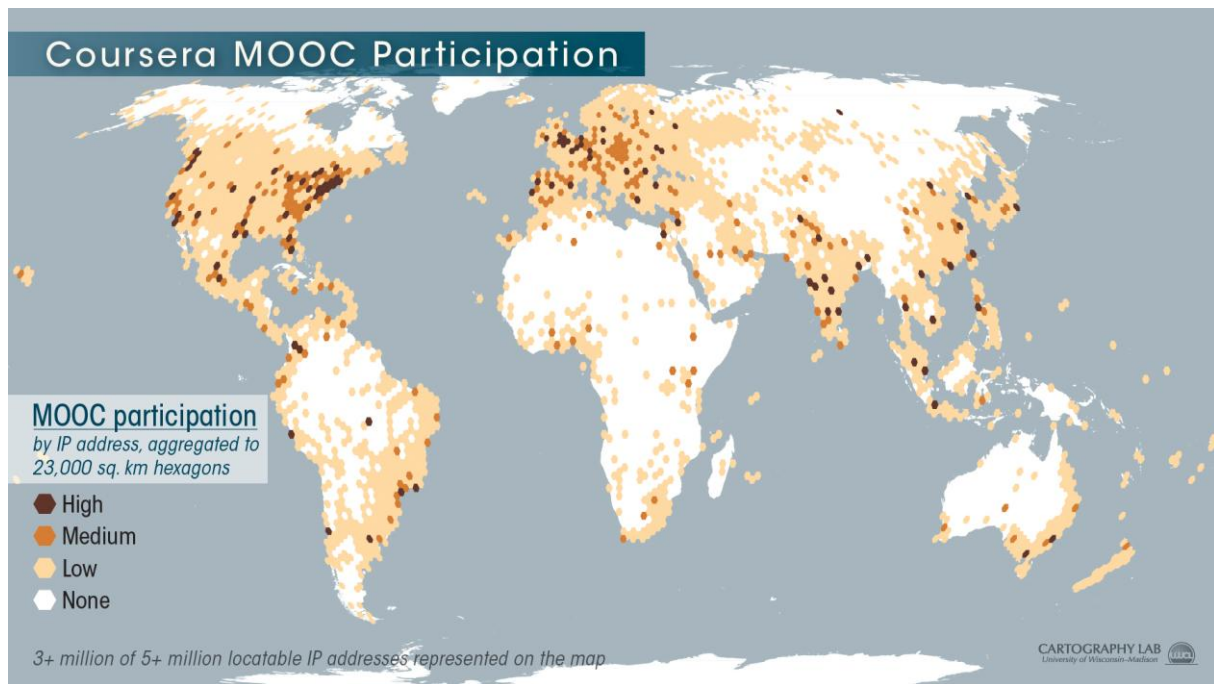 Coursera MOOC Participation
MOOC participation
by IP address, aggregated to
23,000 sq. km hexagons
High
Medium
Low
None
3+ million of 5+ million locatable IP addresses represented on the map
CARTOGRAPHY LAB
University of Wisconsin-Madison
UWCL